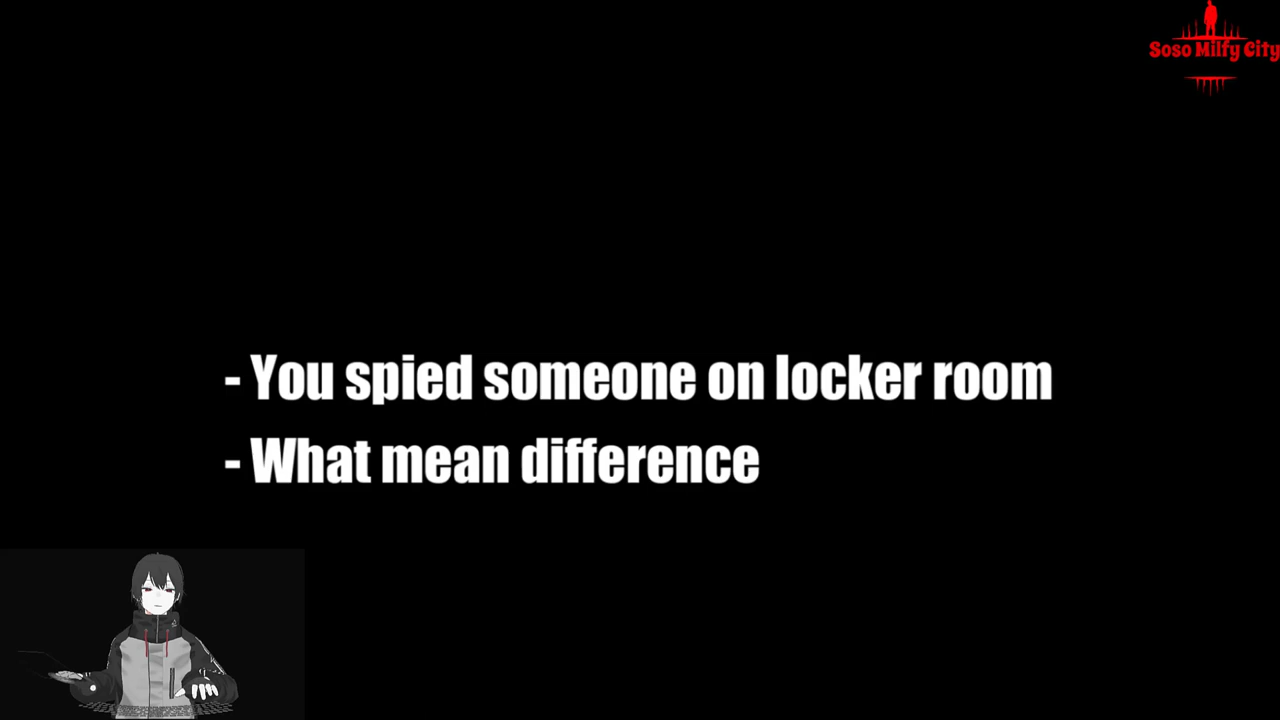 Soso Milfy City
- You spied someone on locker room
- What mean difference